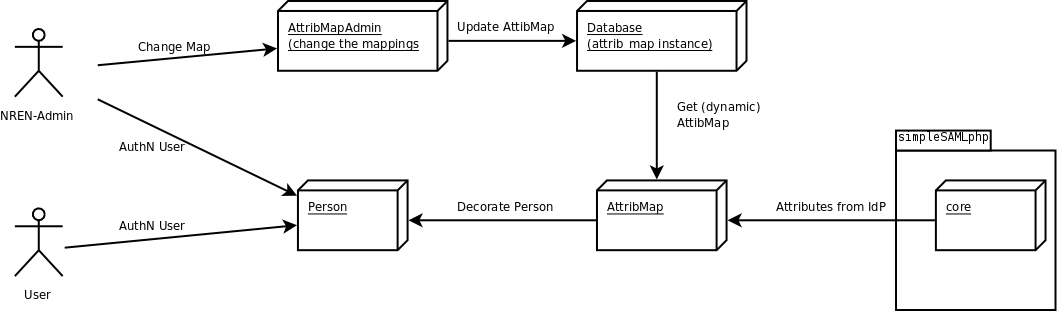 AttribMapAdmin
(change the mappings
Update AttibMap
Database
(attrib_map instance)
Change Map
NREN-Admin
Get (dynamic)
AttibMap
simpleSAMLphp
AuthN User
Person
Decorate Person
AttribMap
Attributes from IdP
core
AuthN User
User